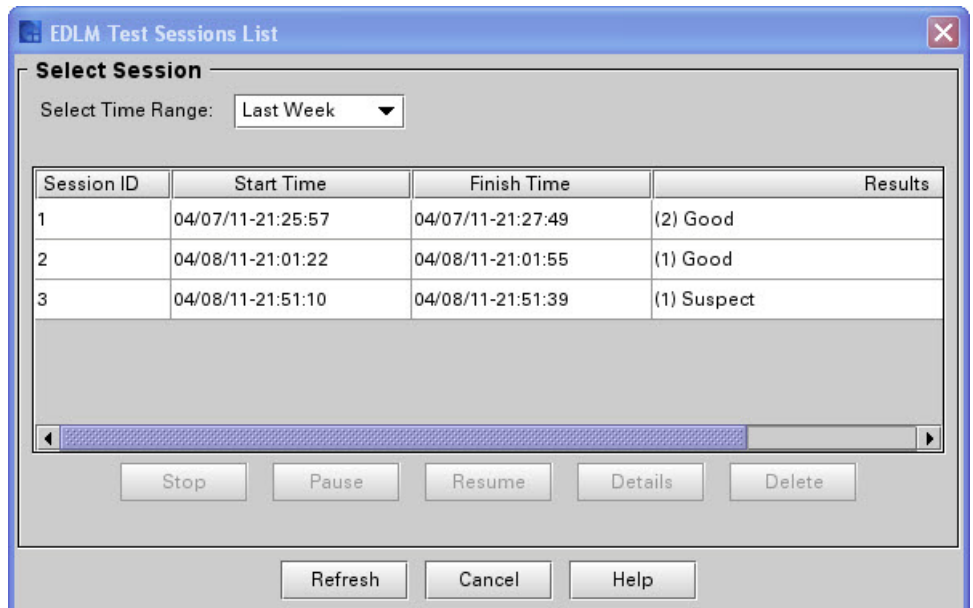 EDLM Test Sessions List
Select Session
Select Time Range: Last Week
Session ID Start Time Finish Time Results
1 04/07/11-21:25:57 04/07/11-21:27:49 (2) Good
2 04/08/11-21:01:22 04/08/11-21:01:55 (1) Good
3 04/08/11-21:51:10 04/08/11-21:51:39 (1) Suspect
Stop Pause Resume Details Delete
Refresh Cancel Help